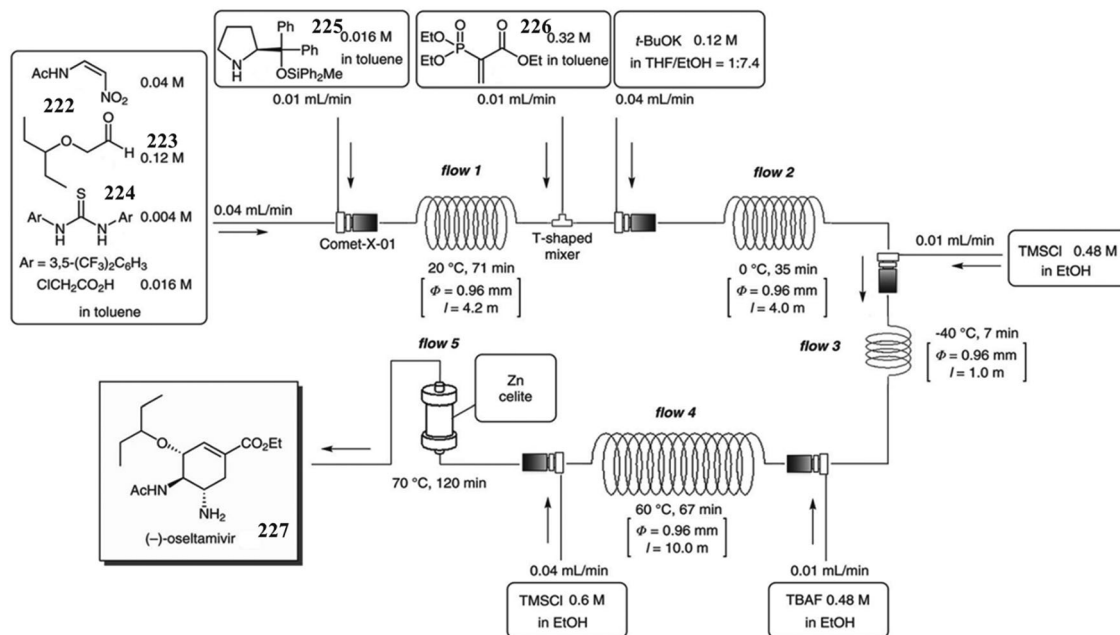 AcHN
NO2
0.04 M
222
O
O
H
223
0.12 M
224
S
Ar
N
H
N
H
Ar
0.004 M
Ar = 3,5-(CF3)2C6H3
ClCH2CO2H 0.016 M
in toluene
0.04 mL/min
225
Ph
Ph
N
H
OSiPh2Me
0.016 M
in toluene
0.01 mL/min
226
O
O
EtO
P
EtO
OEt
0.32 M
in toluene
0.01 mL/min
t-BuOK 0.12 M
in THF/EtOH = 1:7.4
0.04 mL/min
Comet-X-01
flow 1
20 °C, 71 min
Φ = 0.96 mm
l = 4.2 m
T-shaped
mixer
flow 2
0 °C, 35 min
Φ = 0.96 mm
l = 4.0 m
0.01 mL/min
TMSCl 0.48 M
in EtOH
flow 3
-40 °C, 7 min
Φ = 0.96 mm
l = 1.0 m
flow 4
60 °C, 67 min
Φ = 0.96 mm
l = 10.0 m
0.01 mL/min
TBAF 0.48 M
in EtOH
0.04 mL/min
TMSCl 0.6 M
in EtOH
flow 5
Zn
celite
70 °C, 120 min
O
CO2Et
AcHN
NH2
(–)-oseltamivir
227